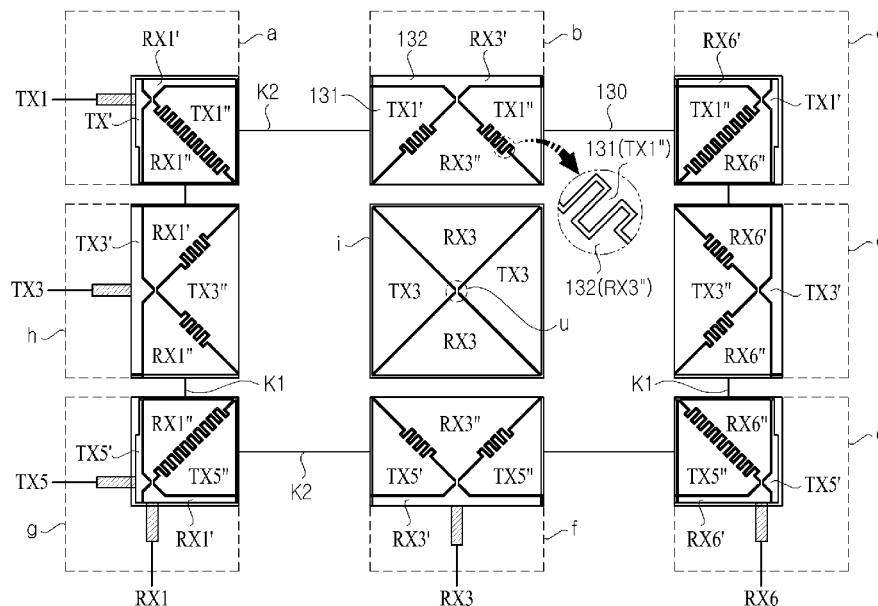 a
b
c
RX1'
132
RX3'
RX6'
TX1
TX'
TX1"
RX1"
K2
131
TX1'
TX1"
RX3"
130
TX1"
RX6"
TX1'
131(TX1")
132(RX3")
TX3'
RX1'
TX3
TX3"
RX1"
h
i
RX3
TX3
TX3
RX3
u
RX6'
TX3"
RX6"
TX3'
K1
K1
TX5'
RX1"
TX5
TX5"
RX1'
g
K2
RX3"
TX5'
TX5"
RX3'
f
RX6"
TX5"
TX5'
RX6'
RX1
RX3
RX6